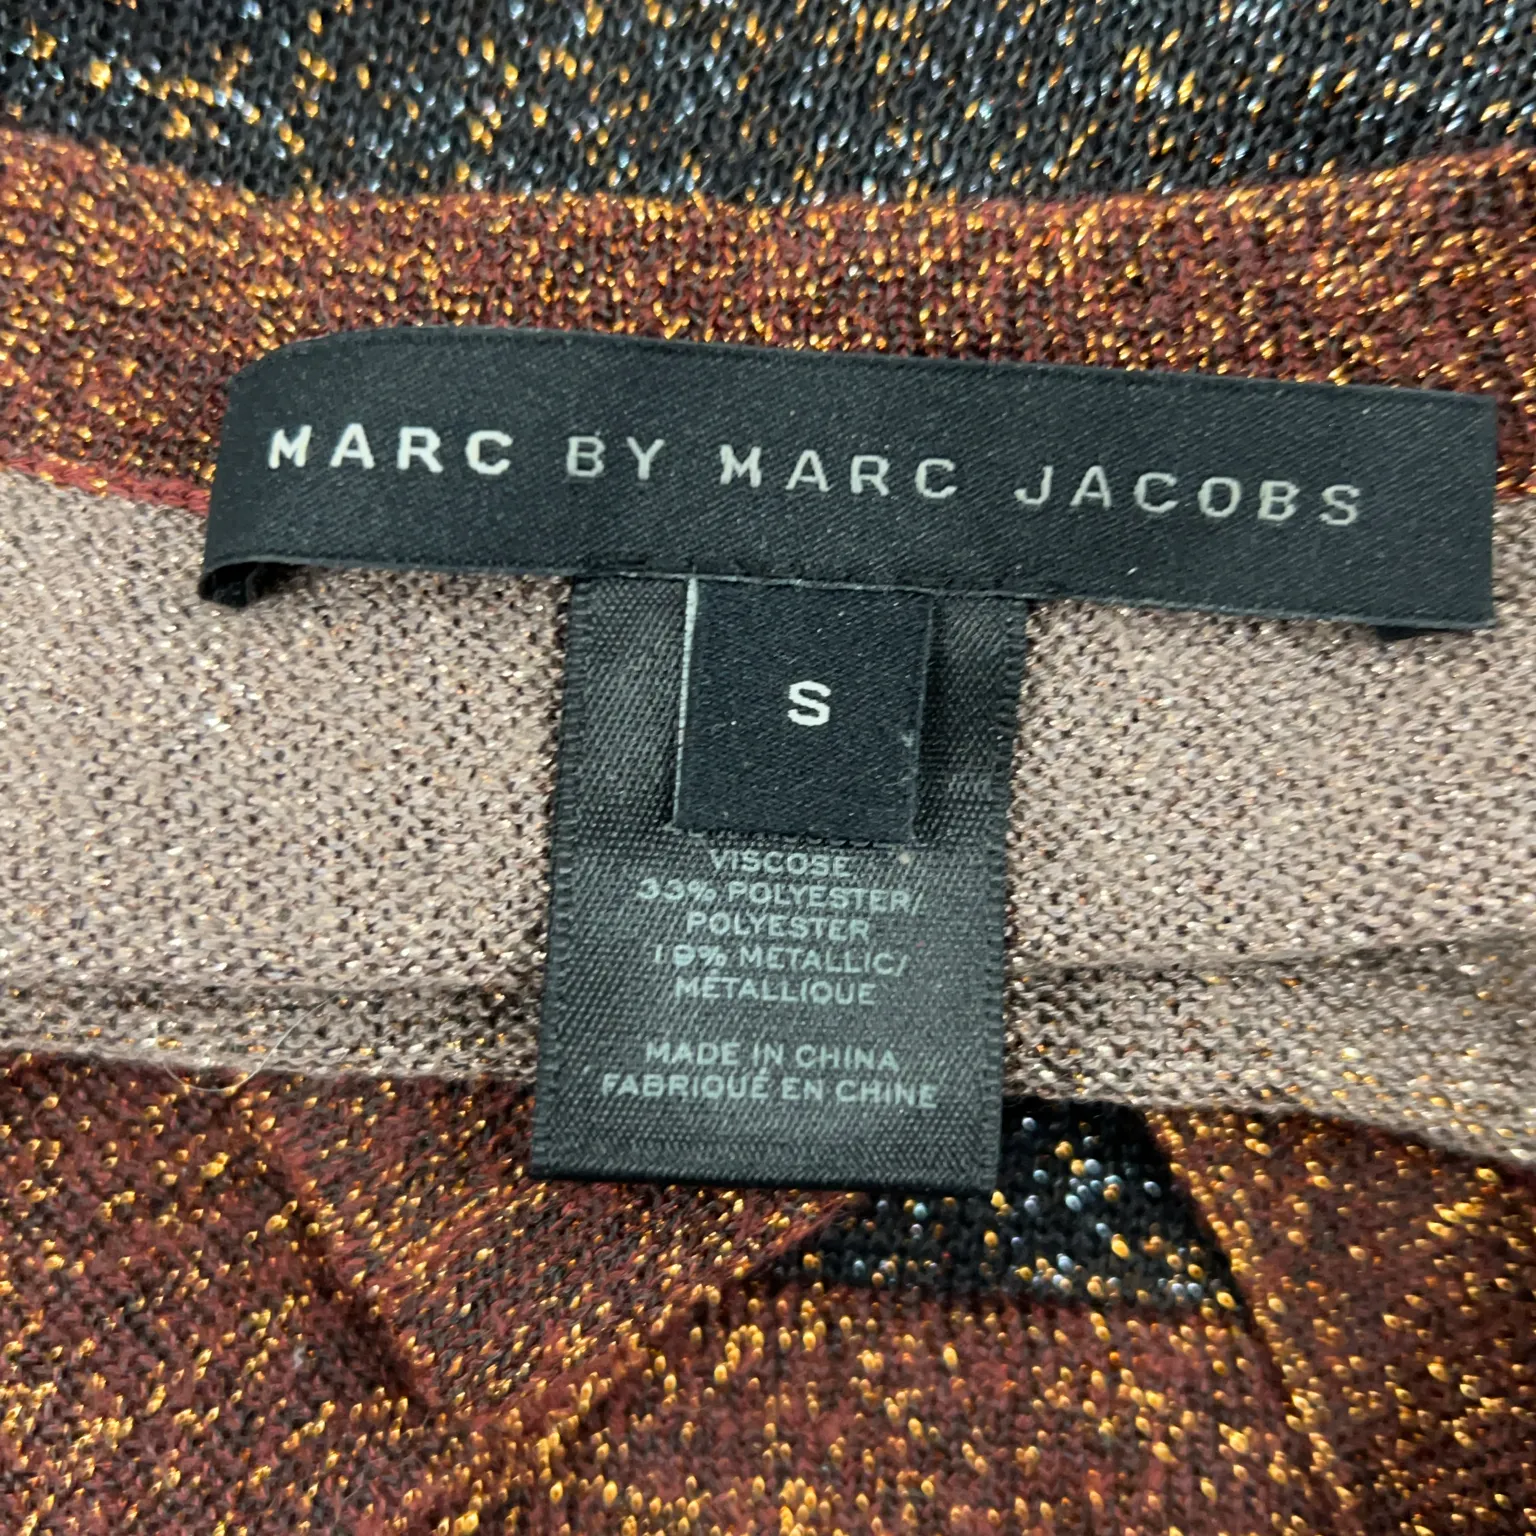 MARC BY MARC JACOBS
S
VISCOSE
33% POLYESTER/
POLYESTER
19% METALLIC/
MÉTALLIQUE
MADE IN CHINA
FABRIQUÉ EN CHINE